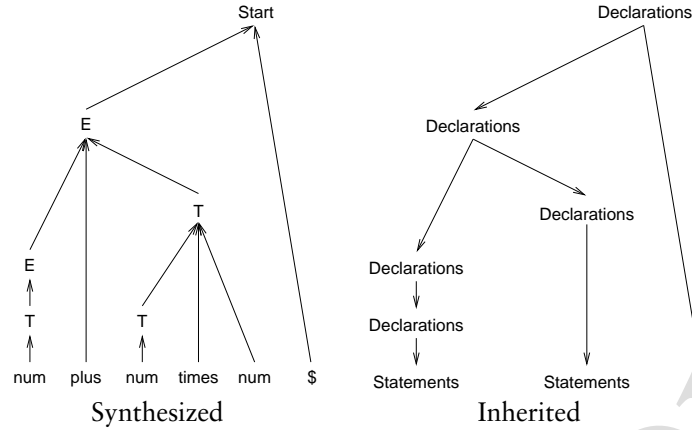 Start
Declarations
E
Declarations
T
Declarations
E
Declarations
T
T
Declarations
num plus num times num $
Statements
Statements
Synthesized
Inherited